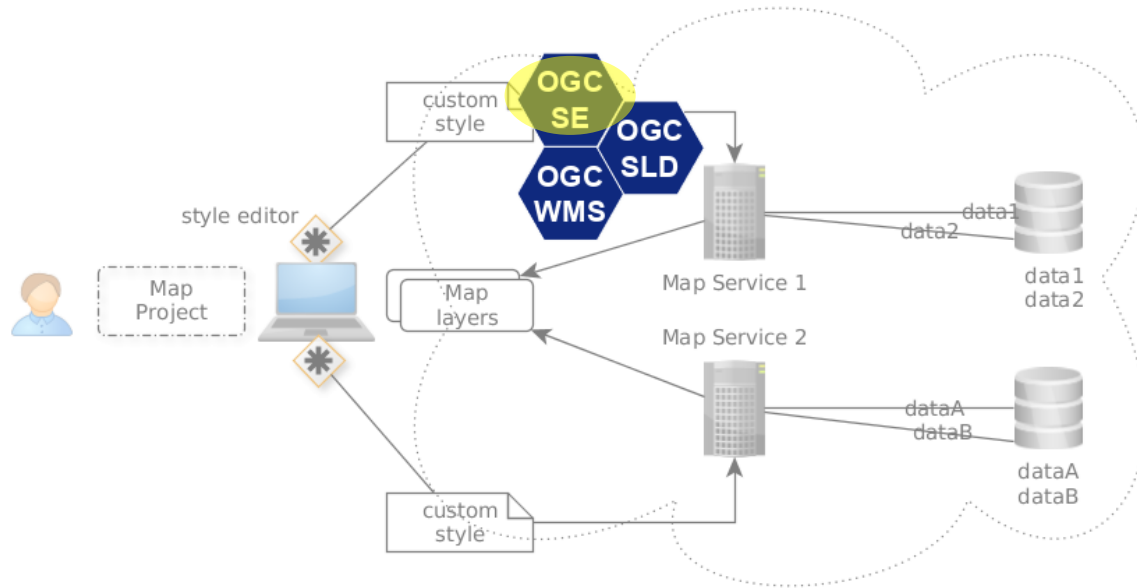 custom
style
OGC
SE
OGC
SLD
OGC
WMS
style editor
data1
data2
Map Service 1
data1
data2
Map
Project
Map
layers
Map Service 2
dataA
dataB
dataA
dataB
custom
style